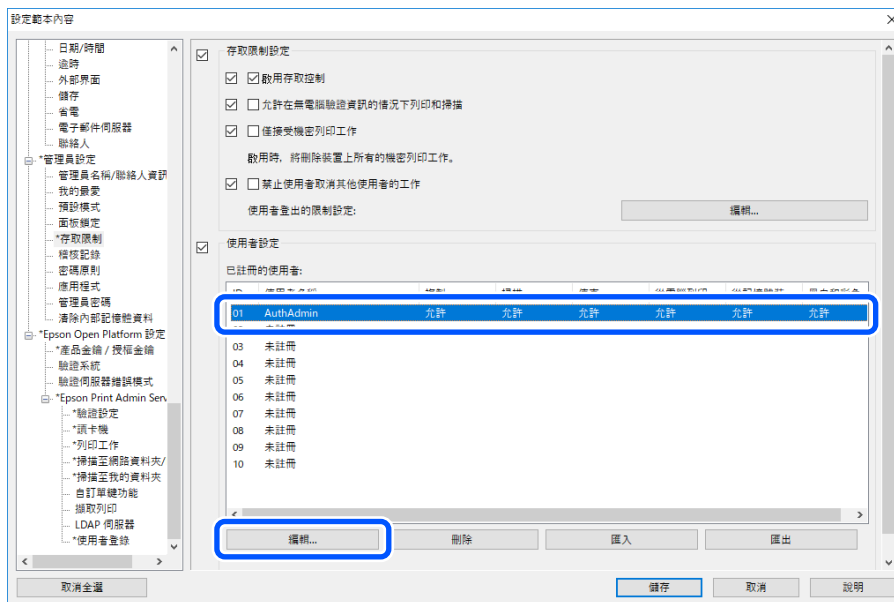 設定範本內容
日期/時間
逾時
外部界面
儲存
省電
電子郵件伺服器
聯絡人
*管理員設定
管理員名稱/聯絡人資訊
我的最愛
預設模式
面板鎖定
*存取限制
稽核記錄
密碼原則
應用程式
管理員密碼
清除內部記憶體資料
*Epson Open Platform 設定
*產品金鑰 / 授權金鑰
驗證系統
驗證伺服器錯誤模式
*Epson Print Admin Serv
*驗證設定
*讀卡機
*列印工作
*掃描至網路資料夾/
*掃描至我的資料夾
自訂單鍵功能
擷取列印
LDAP 伺服器
*使用者登錄
存取限制設定
啟用存取控制
允許在無電腦驗證資訊的情況下列印和掃描
僅接受機密列印工作
啟用時，將刪除裝置上所有的機密列印工作。
禁止使用者取消其他使用者的工作
使用者登出的限制設定:
編輯...
使用者設定
已註冊的使用者:
01 AuthAdmin 允許 允許 允許 允許 允許 允許
03 未註冊
04 未註冊
05 未註冊
06 未註冊
07 未註冊
08 未註冊
09 未註冊
10 未註冊
編輯... 刪除 匯入 匯出
取消全選 儲存 取消 說明